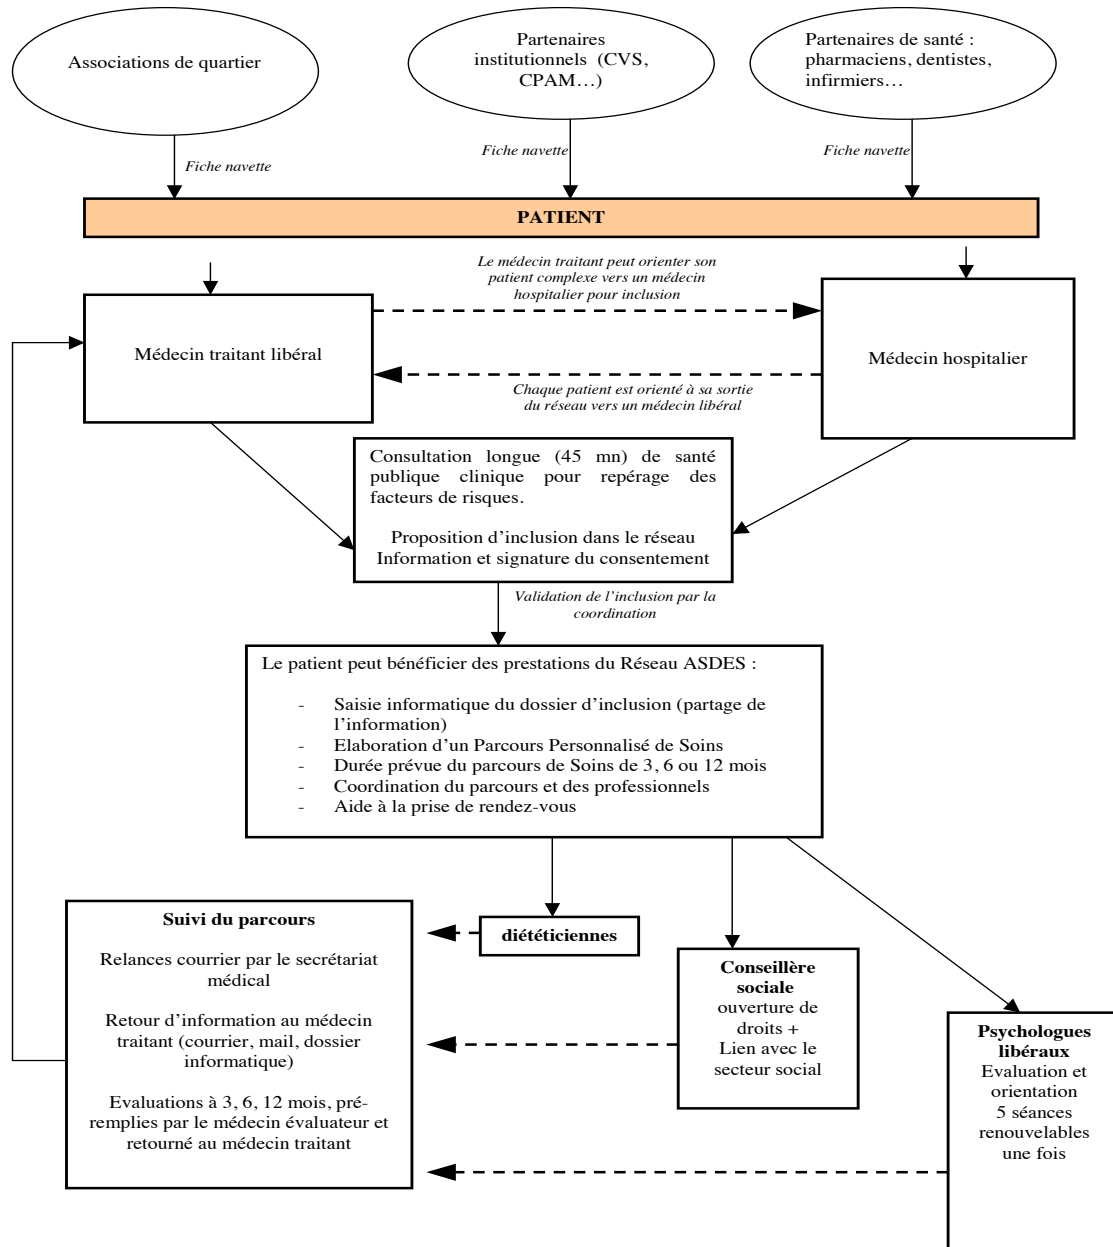 Associations de quartier
Partenaires
institutionnels (CVS,
CPAM…)
Partenaires de santé :
pharmaciens, dentistes,
infirmiers…
Fiche navette
Fiche navette
Fiche navette
PATIENT
Le médecin traitant peut orienter son
patient complexe vers un médecin
hospitalier pour inclusion
Médecin traitant libéral
Médecin hospitalier
Chaque patient est orienté à sa sortie
du réseau vers un médecin libéral
Consultation longue (45 mn) de santé
publique clinique pour repérage des
facteurs de risques.
Proposition d’inclusion dans le réseau
Information et signature du consentement
Validation de l’inclusion par la
coordination
Le patient peut bénéficier des prestations du Réseau ASDES :
- Saisie informatique du dossier d’inclusion (partage de
l’information)
- Elaboration d’un Parcours Personnalisé de Soins
- Durée prévue du parcours de Soins de 3, 6 ou 12 mois
- Coordination du parcours et des professionnels
- Aide à la prise de rendez-vous
Suivi du parcours
Relances courrier par le secrétariat
médical
Retour d’information au médecin
traitant (courrier, mail, dossier
informatique)
Evaluations à 3, 6, 12 mois, pré-
remplies par le médecin évaluateur et
retourné au médecin traitant
diététiciennes
Conseillère
sociale
ouverture de
droits +
Lien avec le
secteur social
Psychologues
libéraux
Evaluation et
orientation
5 séances
renouvelables
une fois